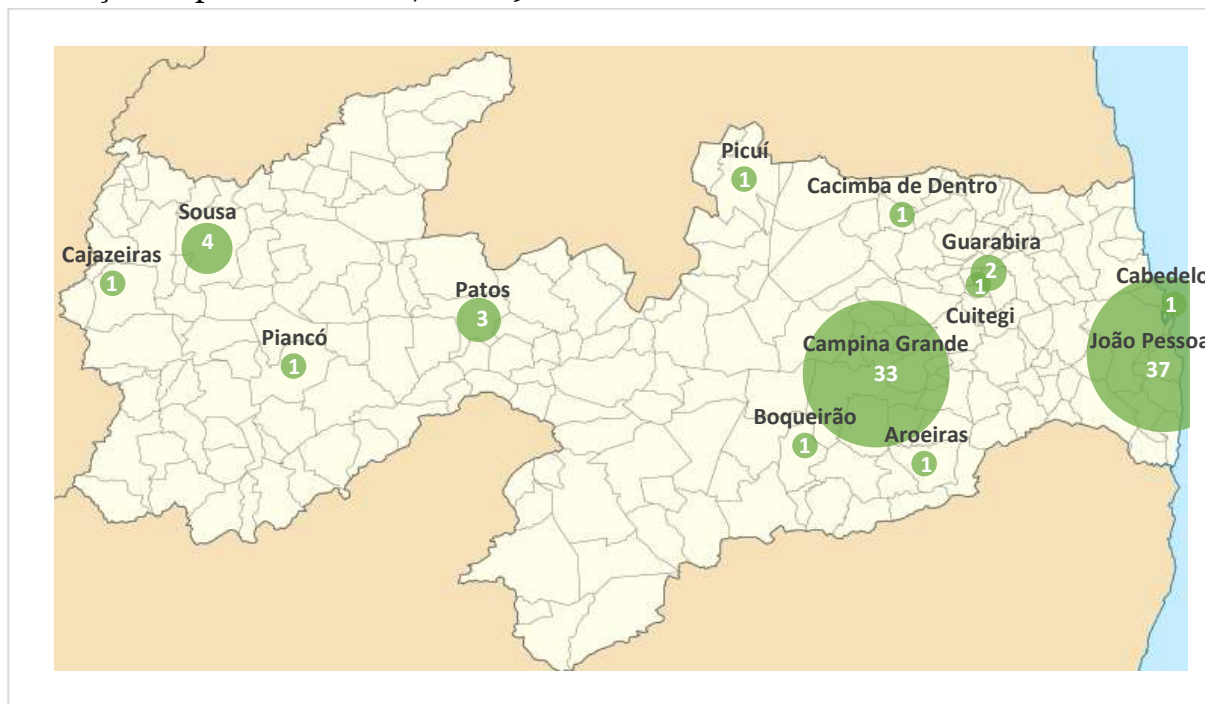 Picuí
1
Cacimba de Dentro
1
Sousa
4
Guarabira
2
Cajazeiras
1
Cabedelo
1
1
Cuitegi
Patos
3
Piancó
1
Campina Grande
33
João Pessoa
37
Boqueirão
1
Aroeiras
1